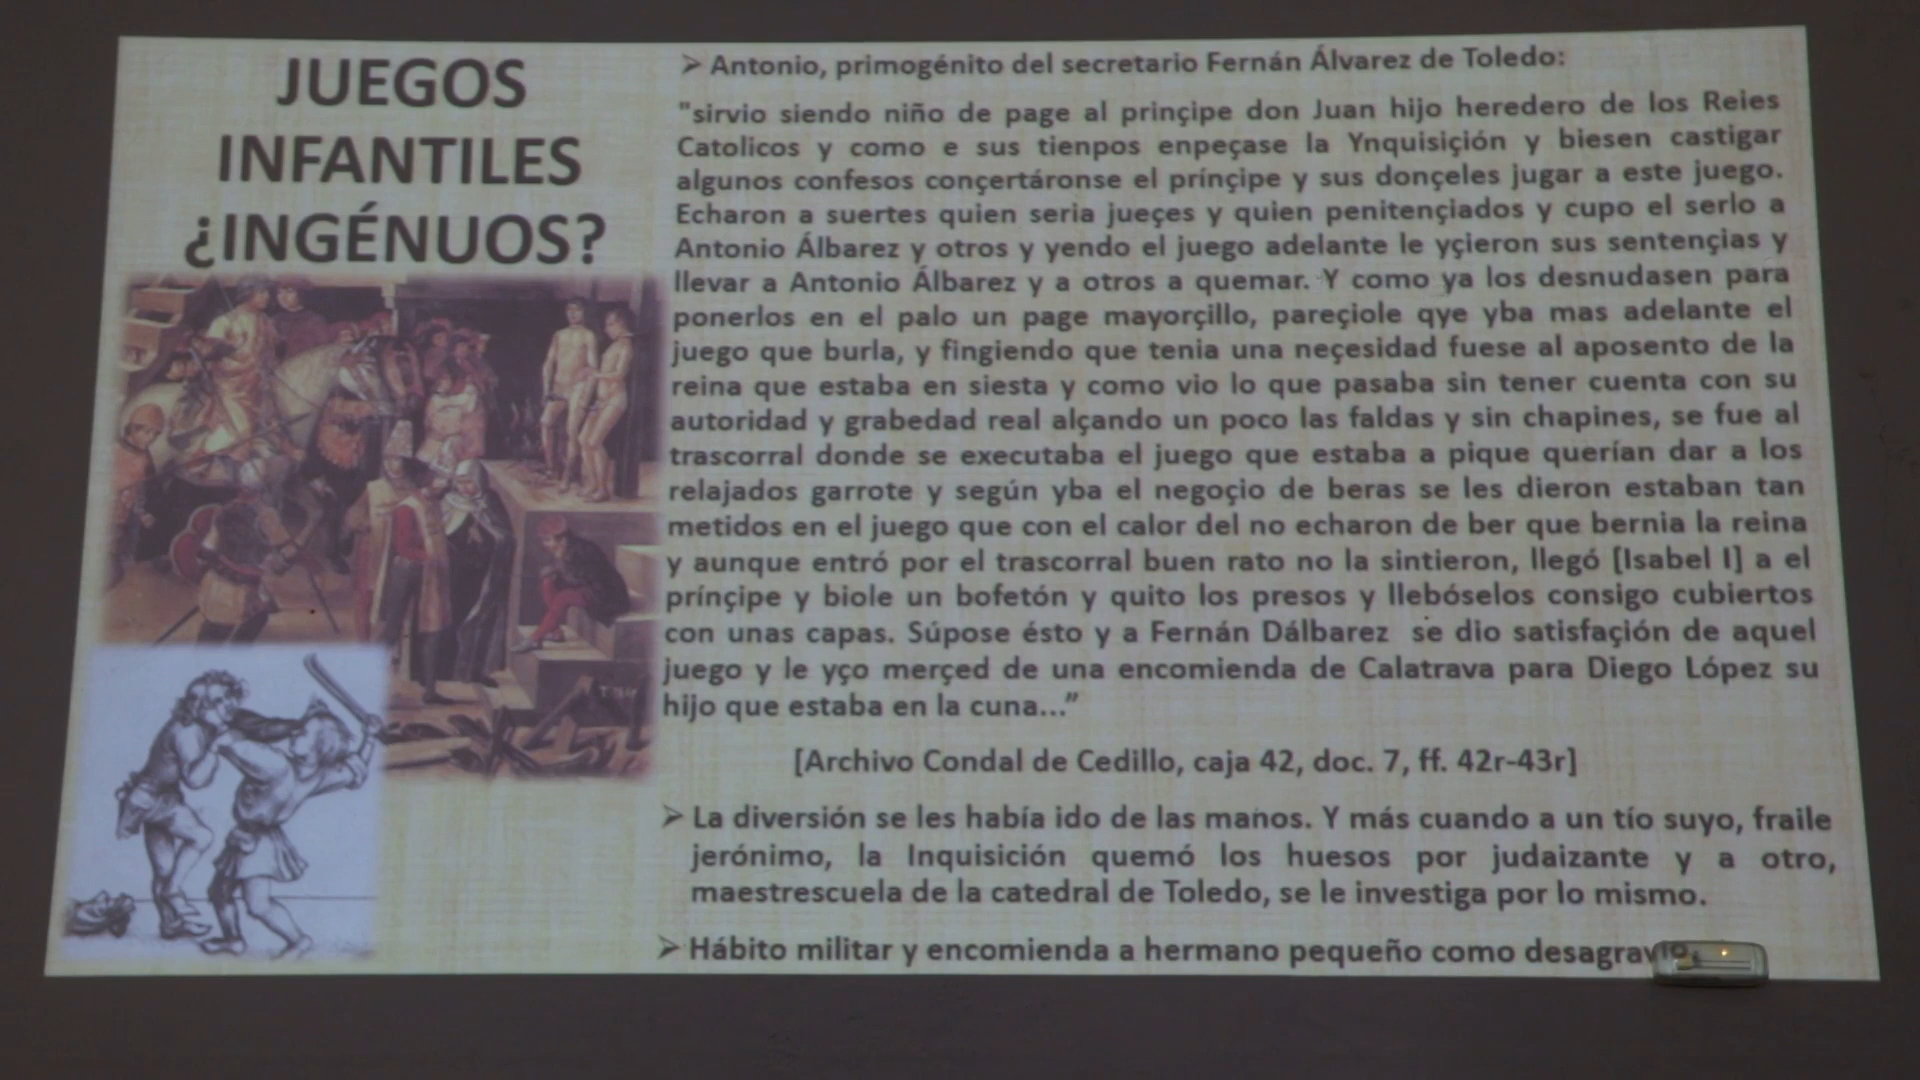 JUEGOS
INFANTILES
¿INGÉNUOS?
➢ Antonio, primogénito del secretario Fernán Álvarez de Toledo:
"sirvio siendo niño de page al prinçipe don Juan hijo heredero de los Reies
Catolicos y como e sus tienpos enpeçase la Ynquisiçión y biesen castigar
algunos confesos conçertáronse el prínçipe y sus donçeles jugar a este juego.
Echaron a suertes quien seria jueçes y quien penitençiados y cupo el serlo a
Antonio Álbarez y otros y yendo el juego adelante le yçieron sus sentençias y
llevar a Antonio Álbarez y a otros a quemar. Y como ya los desnudasen para
ponerlos en el palo un page mayorçillo, pareçiole qye yba mas adelante el
juego que burla, y fingiendo que tenia una neçesidad fuese al aposento de la
reina que estaba en siesta y como vio lo que pasaba sin tener cuenta con su
autoridad y grabedad real alçando un poco las faldas y sin chapines, se fue al
trascorral donde se executaba el juego que estaba a pique querían dar a los
relajados garrote y según yba el negoçio de beras se les dieron estaban tan
metidos en el juego que con el calor del no echaron de ber que bernia la reina
y aunque entró por el trascorral buen rato no la sintieron, llegó [Isabel I] a el
prínçipe y biole un bofetón y quito los presos y llebóselos consigo cubiertos
con unas capas. Súpose ésto y a Fernán Dálbarez se dio satisfaçión de aquel
juego y le yço merçed de una encomienda de Calatrava para Diego López su
hijo que estaba en la cuna..."
[Archivo Condal de Cedillo, caja 42, doc. 7, ff. 42r-43r]
➢ La diversión se les había ido de las manos. Y más cuando a un tío suyo, fraile
jerónimo, la Inquisición quemó los huesos por judaizante y a otro,
maestrescuela de la catedral de Toledo, se le investiga por lo mismo.
➢ Hábito militar y encomienda a hermano pequeño como desagravio.